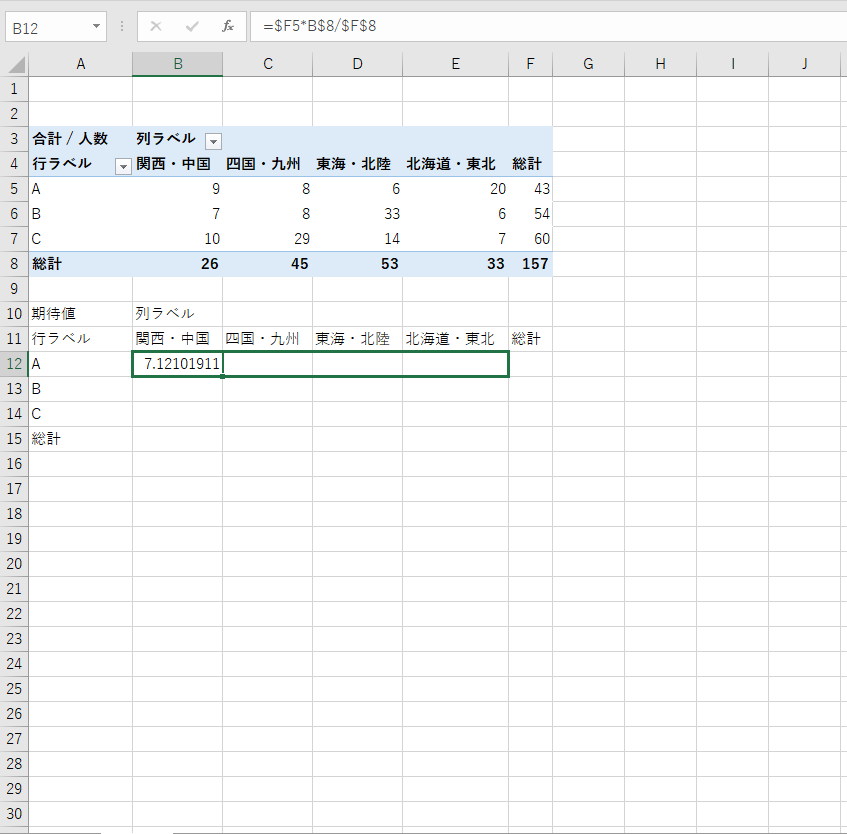 B12 fx =$F5*B$8/$F$8
A B C D E F G H I J
1
2
3 合計 / 人数 列ラベル
4 行ラベル 関西・中国 四国・九州 東海・北陸 北海道・東北 総計
5 A 9 8 6 20 43
6 B 7 8 33 6 54
7 C 10 29 14 7 60
8 総計 26 45 53 33 157
9
10 期待値 列ラベル
11 行ラベル 関西・中国 四国・九州 東海・北陸 北海道・東北 総計
12 A 7.12101911
13 B
14 C
15 総計
16
17
18
19
20
21
22
23
24
25
26
27
28
29
30